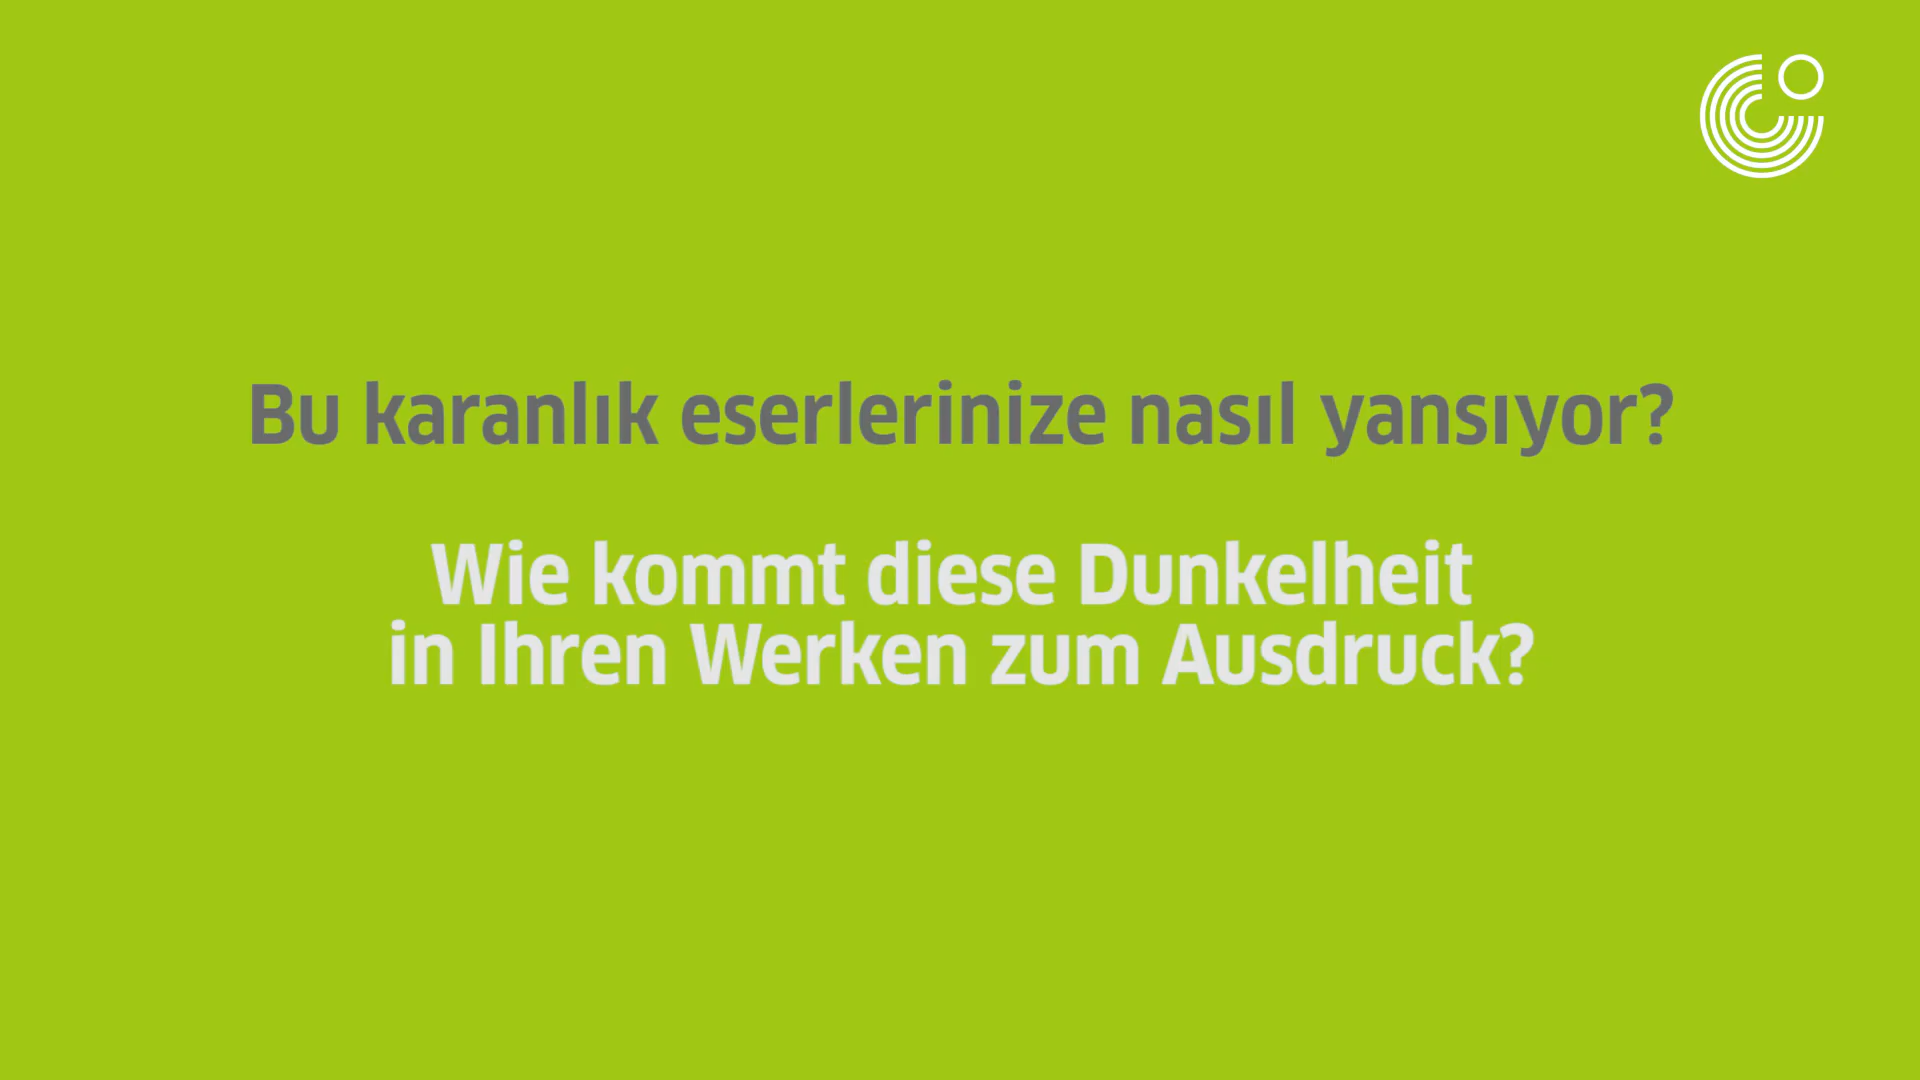 Bu karanlık eserlerinize nasıl yansıyor?
Wie kommt diese Dunkelheit
in Ihren Werken zum Ausdruck?